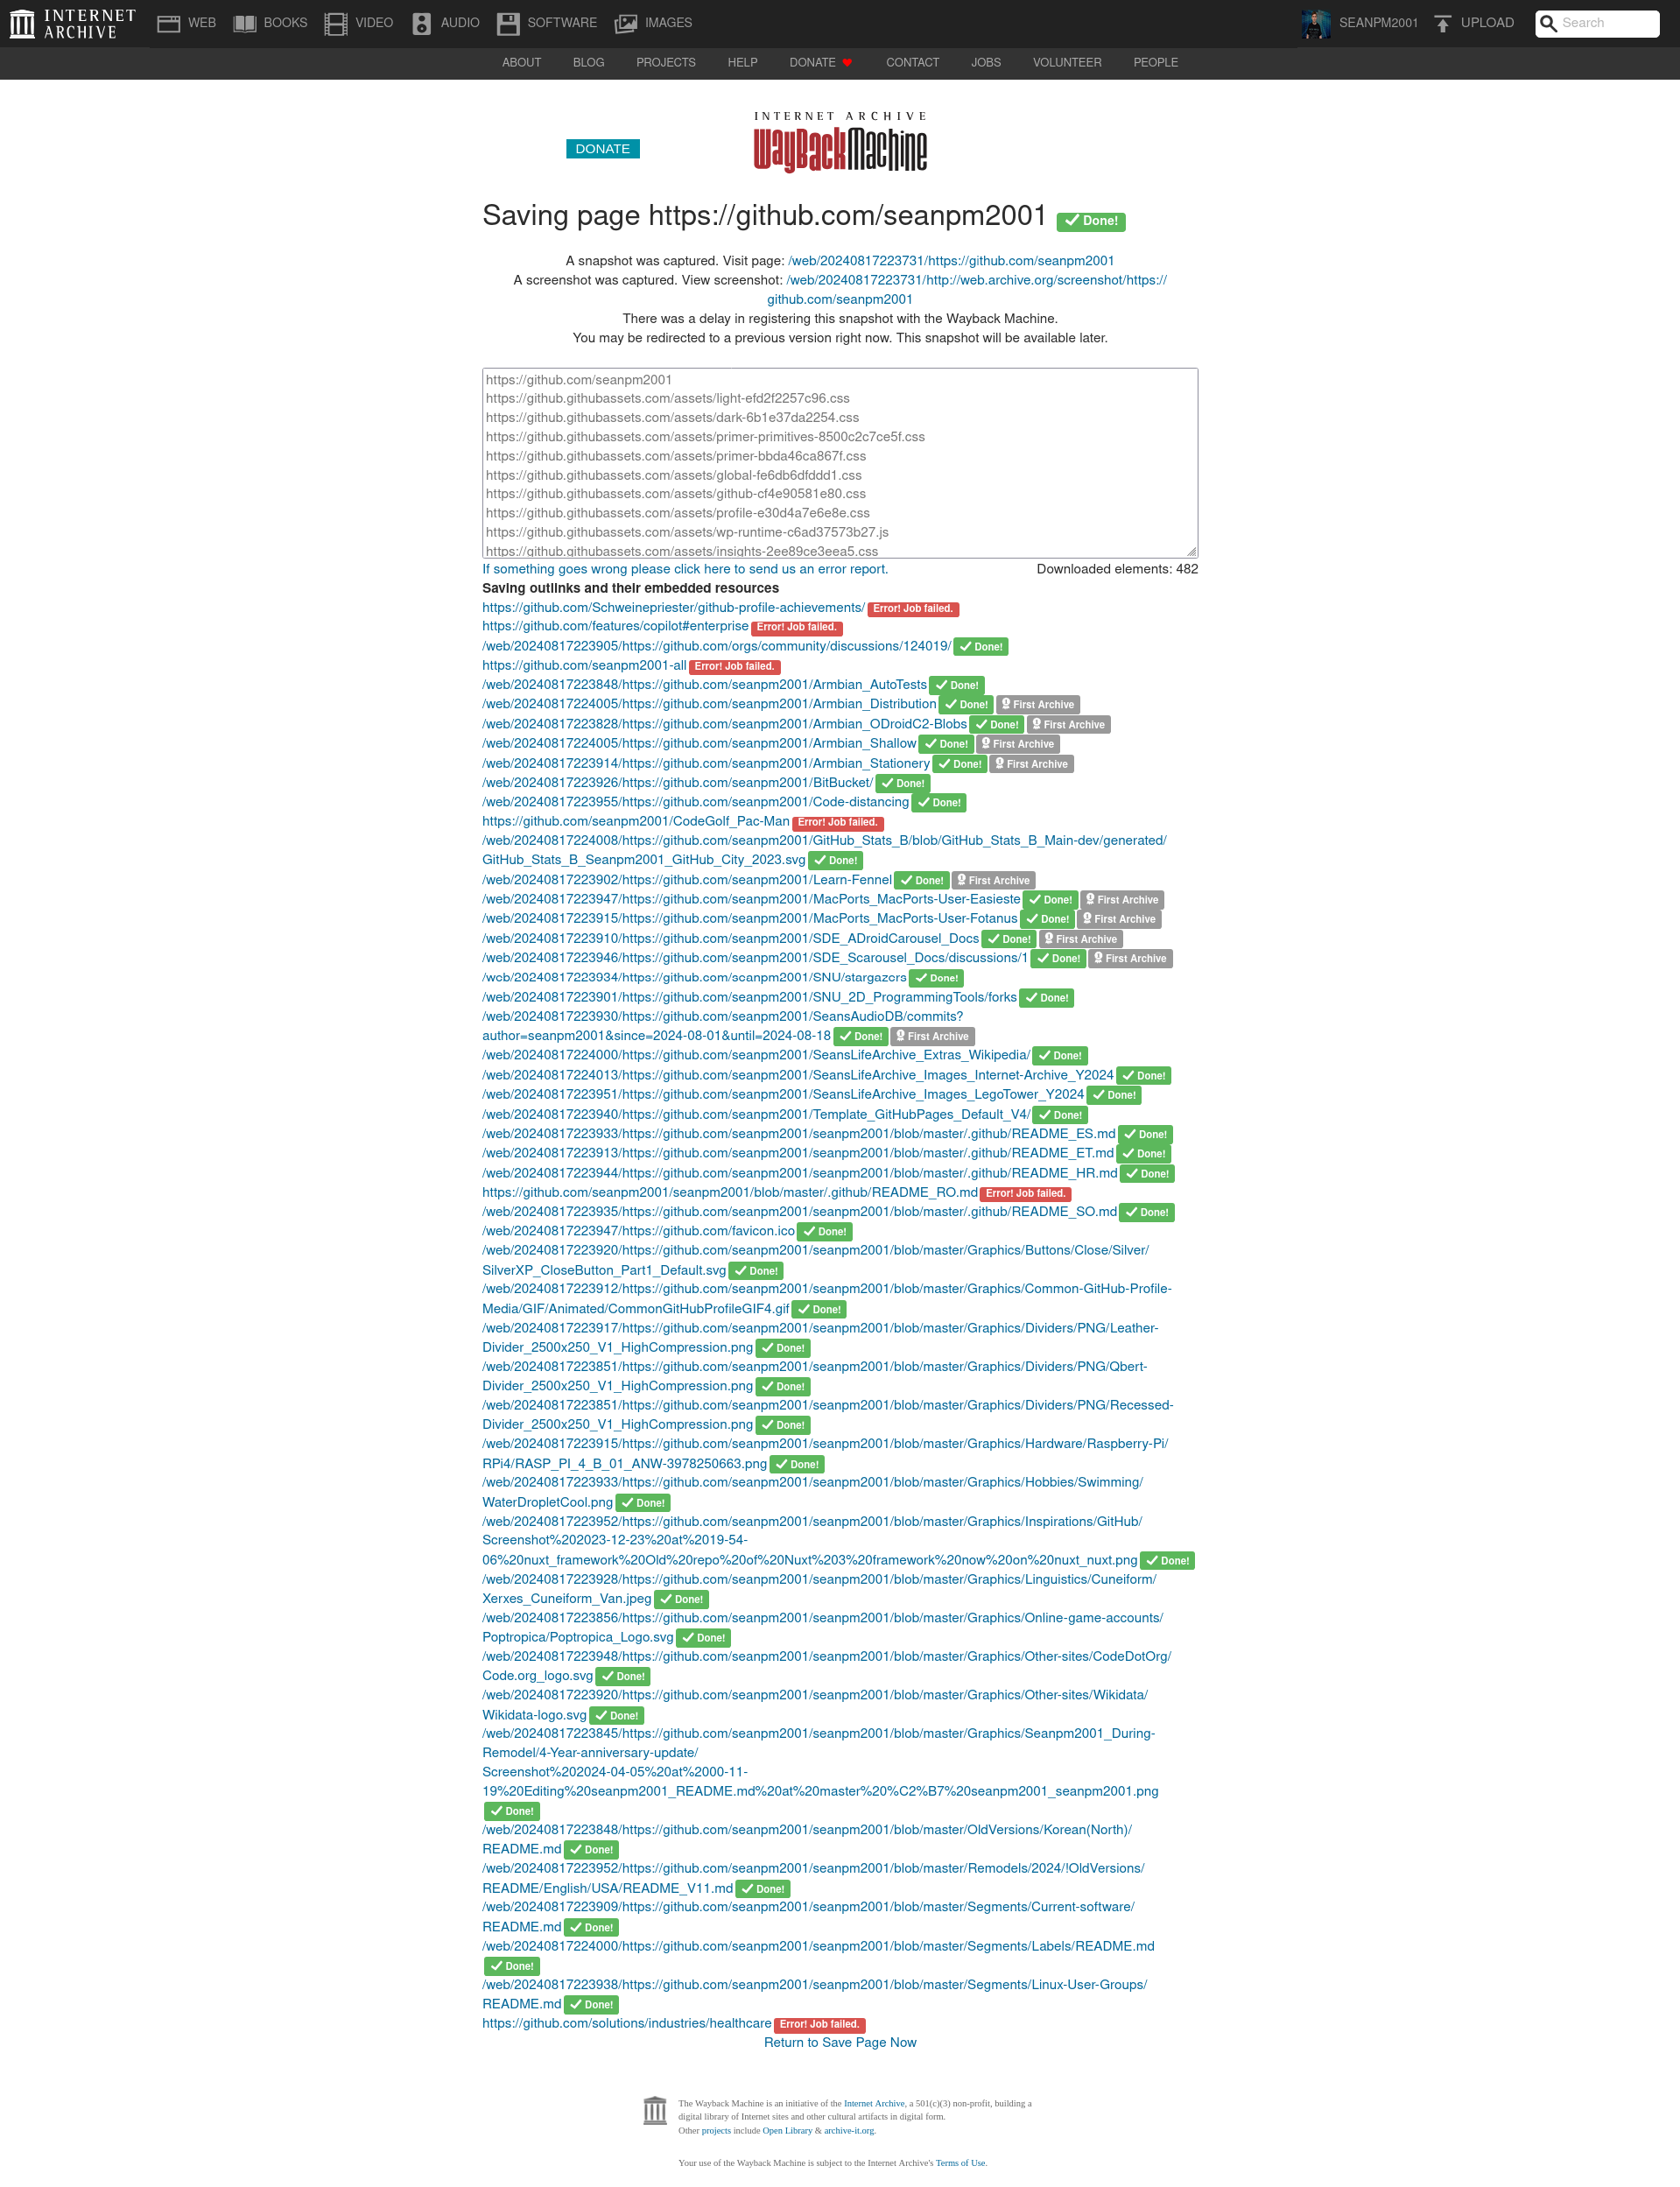 INTERNET ARCHIVE
WEB BOOKS VIDEO AUDIO SOFTWARE IMAGES SEANPM2001 UPLOAD Search
ABOUT BLOG PROJECTS HELP DONATE CONTACT JOBS VOLUNTEER PEOPLE
INTERNET ARCHIVE
DONATE WayBackMachine
Saving page https://github.com/seanpm2001 Done!
A snapshot was captured. Visit page: /web/20240817223731/https://github.com/seanpm2001
A screenshot was captured. View screenshot: /web/20240817223731/http://web.archive.org/screenshot/https://
github.com/seanpm2001
There was a delay in registering this snapshot with the Wayback Machine.
You may be redirected to a previous version right now. This snapshot will be available later.
https://github.com/seanpm2001
https://github.githubassets.com/assets/light-efd2f2257c96.css
https://github.githubassets.com/assets/dark-6b1e37da2254.css
https://github.githubassets.com/assets/primer-primitives-8500c2c7ce5f.css
https://github.githubassets.com/assets/primer-bbda46ca867f.css
https://github.githubassets.com/assets/global-fe6db6dfddd1.css
https://github.githubassets.com/assets/github-cf4e90581e80.css
https://github.githubassets.com/assets/profile-e30d4a7e6e8e.css
https://github.githubassets.com/assets/wp-runtime-c6ad37573b27.js
https://github.githubassets.com/assets/insights-2ee89ce3eea5.css
If something goes wrong please click here to send us an error report. Downloaded elements: 482
Saving outlinks and their embedded resources
https://github.com/Schweinepriester/github-profile-achievements/ Error! Job failed.
https://github.com/features/copilot#enterprise Error! Job failed.
/web/20240817223905/https://github.com/orgs/community/discussions/124019/ Done!
https://github.com/seanpm2001-all Error! Job failed.
/web/20240817223848/https://github.com/seanpm2001/Armbian_AutoTests Done!
/web/20240817224005/https://github.com/seanpm2001/Armbian_Distribution Done! First Archive
/web/20240817223828/https://github.com/seanpm2001/Armbian_ODroidC2-Blobs Done! First Archive
/web/20240817224005/https://github.com/seanpm2001/Armbian_Shallow Done! First Archive
/web/20240817223914/https://github.com/seanpm2001/Armbian_Stationery Done! First Archive
/web/20240817223926/https://github.com/seanpm2001/BitBucket/ Done!
/web/20240817223955/https://github.com/seanpm2001/Code-distancing Done!
https://github.com/seanpm2001/CodeGolf_Pac-Man Error! Job failed.
/web/20240817224008/https://github.com/seanpm2001/GitHub_Stats_B/blob/GitHub_Stats_B_Main-dev/generated/
GitHub_Stats_B_Seanpm2001_GitHub_City_2023.svg Done!
/web/20240817223902/https://github.com/seanpm2001/Learn-Fennel Done! First Archive
/web/20240817223947/https://github.com/seanpm2001/MacPorts_MacPorts-User-Easieste Done! First Archive
/web/20240817223915/https://github.com/seanpm2001/MacPorts_MacPorts-User-Fotanus Done! First Archive
/web/20240817223910/https://github.com/seanpm2001/SDE_ADroidCarousel_Docs Done! First Archive
/web/20240817223946/https://github.com/seanpm2001/SDE_Scarousel_Docs/discussions/1 Done! First Archive
/web/20240817223934/https://github.com/seanpm2001/SNU/stargazers Done!
/web/20240817223901/https://github.com/seanpm2001/SNU_2D_ProgrammingTools/forks Done!
/web/20240817223930/https://github.com/seanpm2001/SeansAudioDB/commits?
author=seanpm2001&since=2024-08-01&until=2024-08-18 Done! First Archive
/web/20240817224000/https://github.com/seanpm2001/SeansLifeArchive_Extras_Wikipedia/ Done!
/web/20240817224013/https://github.com/seanpm2001/SeansLifeArchive_Images_Internet-Archive_Y2024 Done!
/web/20240817223951/https://github.com/seanpm2001/SeansLifeArchive_Images_LegoTower_Y2024 Done!
/web/20240817223940/https://github.com/seanpm2001/Template_GitHubPages_Default_V4/ Done!
/web/20240817223933/https://github.com/seanpm2001/seanpm2001/blob/master/.github/README_ES.md Done!
/web/20240817223913/https://github.com/seanpm2001/seanpm2001/blob/master/.github/README_ET.md Done!
/web/20240817223944/https://github.com/seanpm2001/seanpm2001/blob/master/.github/README_HR.md Done!
https://github.com/seanpm2001/seanpm2001/blob/master/.github/README_RO.md Error! Job failed.
/web/20240817223935/https://github.com/seanpm2001/seanpm2001/blob/master/.github/README_SO.md Done!
/web/20240817223947/https://github.com/favicon.ico Done!
/web/20240817223920/https://github.com/seanpm2001/seanpm2001/blob/master/Graphics/Buttons/Close/Silver/
SilverXP_CloseButton_Part1_Default.svg Done!
/web/20240817223912/https://github.com/seanpm2001/seanpm2001/blob/master/Graphics/Common-GitHub-Profile-
Media/GIF/Animated/CommonGitHubProfileGIF4.gif Done!
/web/20240817223917/https://github.com/seanpm2001/seanpm2001/blob/master/Graphics/Dividers/PNG/Leather-
Divider_2500x250_V1_HighCompression.png Done!
/web/20240817223851/https://github.com/seanpm2001/seanpm2001/blob/master/Graphics/Dividers/PNG/Qbert-
Divider_2500x250_V1_HighCompression.png Done!
/web/20240817223851/https://github.com/seanpm2001/seanpm2001/blob/master/Graphics/Dividers/PNG/Recessed-
Divider_2500x250_V1_HighCompression.png Done!
/web/20240817223915/https://github.com/seanpm2001/seanpm2001/blob/master/Graphics/Hardware/Raspberry-Pi/
RPi4/RASP_PI_4_B_01_ANW-3978250663.png Done!
/web/20240817223933/https://github.com/seanpm2001/seanpm2001/blob/master/Graphics/Hobbies/Swimming/
WaterDropletCool.png Done!
/web/20240817223952/https://github.com/seanpm2001/seanpm2001/blob/master/Graphics/Inspirations/GitHub/
Screenshot%202023-12-23%20at%2019-54-
06%20nuxt_framework%20Old%20repo%20of%20Nuxt%203%20framework%20now%20on%20nuxt_nuxt.png Done!
/web/20240817223928/https://github.com/seanpm2001/seanpm2001/blob/master/Graphics/Linguistics/Cuneiform/
Xerxes_Cuneiform_Van.jpeg Done!
/web/20240817223856/https://github.com/seanpm2001/seanpm2001/blob/master/Graphics/Online-game-accounts/
Poptropica/Poptropica_Logo.svg Done!
/web/20240817223948/https://github.com/seanpm2001/seanpm2001/blob/master/Graphics/Other-sites/CodeDotOrg/
Code.org_logo.svg Done!
/web/20240817223920/https://github.com/seanpm2001/seanpm2001/blob/master/Graphics/Other-sites/Wikidata/
Wikidata-logo.svg Done!
/web/20240817223845/https://github.com/seanpm2001/seanpm2001/blob/master/Graphics/Seanpm2001_During-
Remodel/4-Year-anniversary-update/
Screenshot%202024-04-05%20at%2000-11-
19%20Editing%20seanpm2001_README.md%20at%20master%20%C2%B7%20seanpm2001_seanpm2001.png
Done!
/web/20240817223848/https://github.com/seanpm2001/seanpm2001/blob/master/OldVersions/Korean(North)/
README.md Done!
/web/20240817223952/https://github.com/seanpm2001/seanpm2001/blob/master/Remodels/2024/!OldVersions/
README/English/USA/README_V11.md Done!
/web/20240817223909/https://github.com/seanpm2001/seanpm2001/blob/master/Segments/Current-software/
README.md Done!
/web/20240817224000/https://github.com/seanpm2001/seanpm2001/blob/master/Segments/Labels/README.md
Done!
/web/20240817223938/https://github.com/seanpm2001/seanpm2001/blob/master/Segments/Linux-User-Groups/
README.md Done!
https://github.com/solutions/industries/healthcare Error! Job failed.
Return to Save Page Now
The Wayback Machine is an initiative of the Internet Archive, a 501(c)(3) non-profit, building a
digital library of Internet sites and other cultural artifacts in digital form.
Other projects include Open Library & archive-it.org.
Your use of the Wayback Machine is subject to the Internet Archive's Terms of Use.